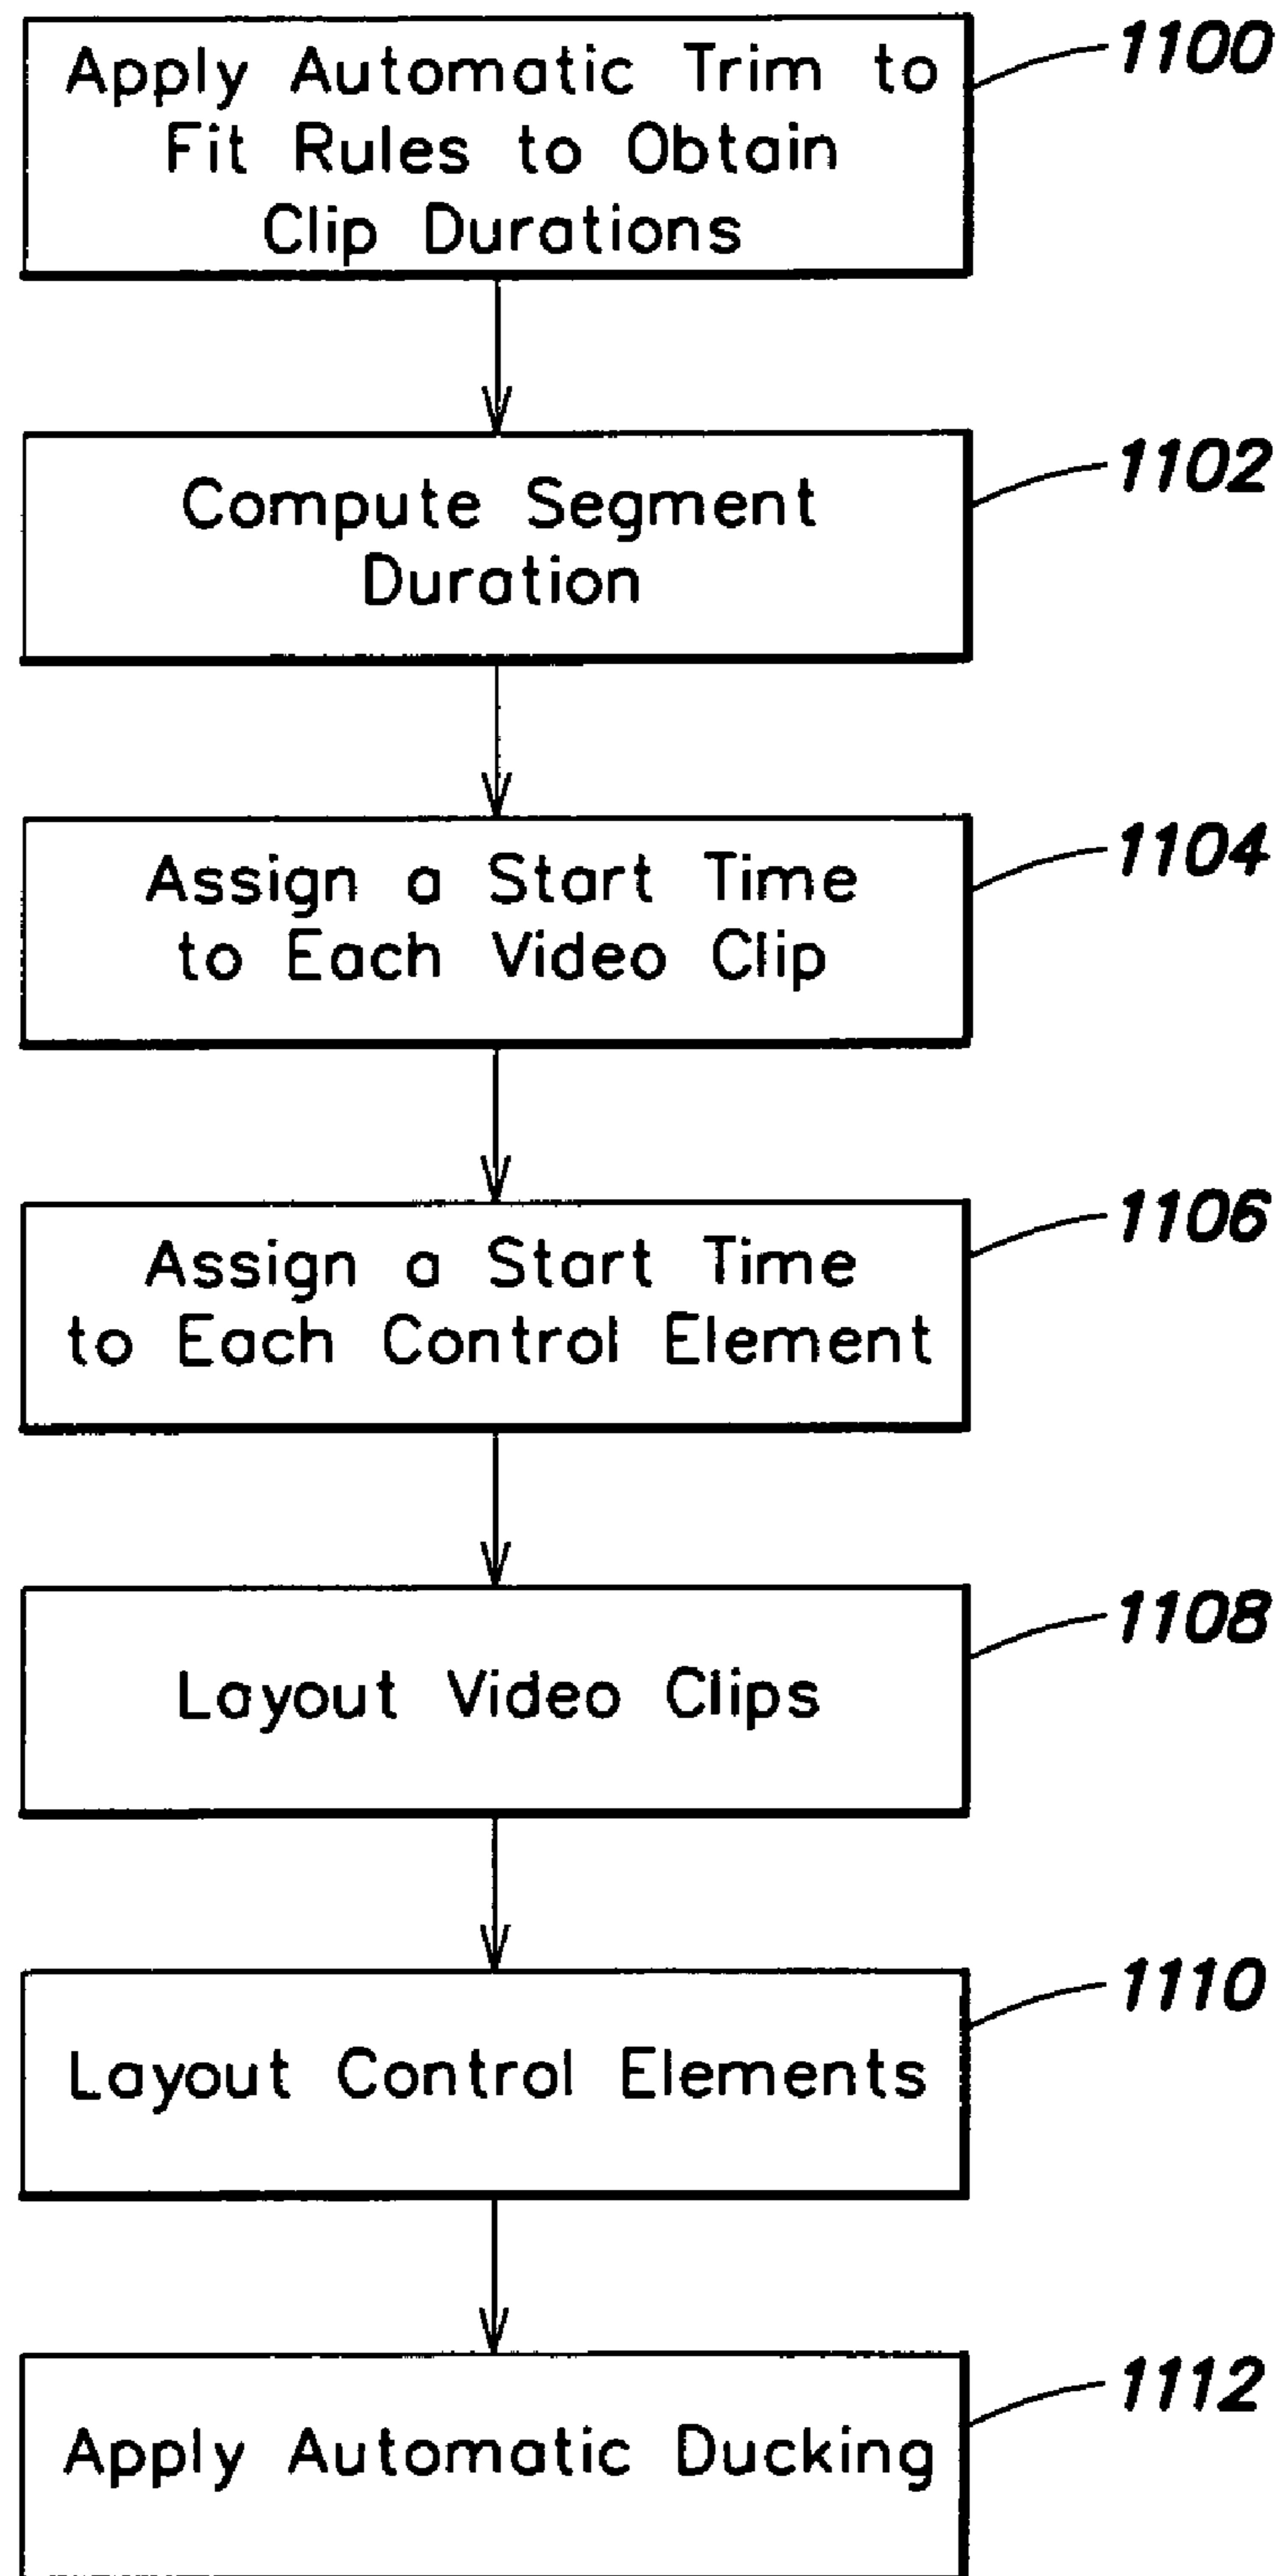 Apply Automatic Trim to
Fit Rules to Obtain
Clip Durations
1100
Compute Segment
Duration
1102
Assign a Start Time
to Each Video Clip
1104
Assign a Start Time
to Each Control Element
1106
Layout Video Clips
1108
Layout Control Elements
1110
Apply Automatic Ducking
1112